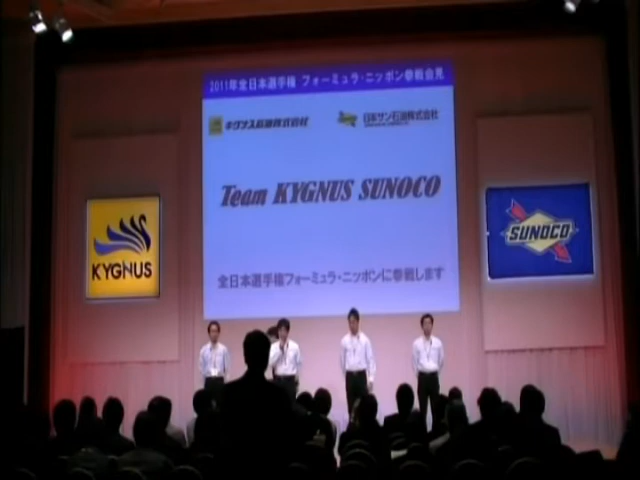 2011年全日本選手権 フォーミュラ・ニッポン参戦会見
キグナス石油株式会社 日本サン石油株式会社
Team KYGNUS SUNOCO
全日本選手権フォーミュラ・ニッポンに参戦します
KYGNUS
SUNOCO